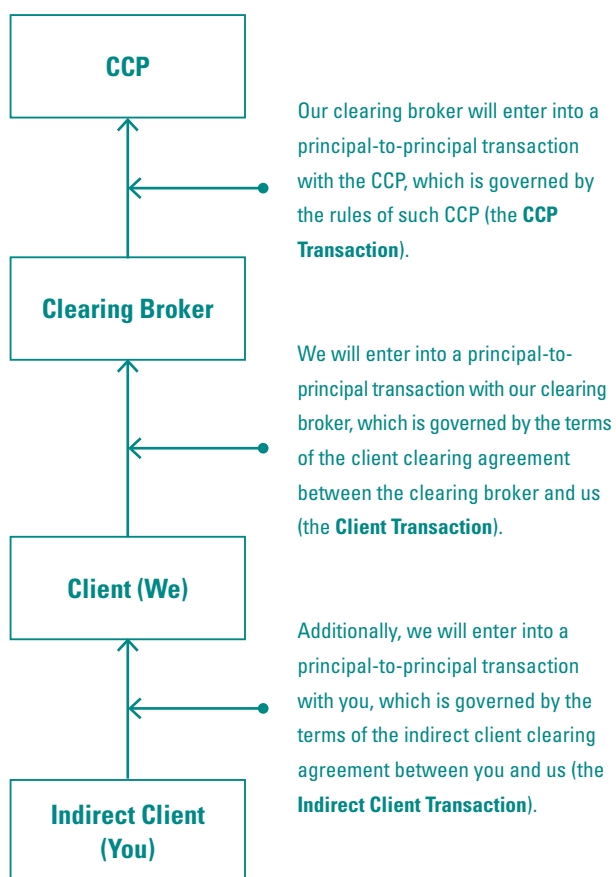 CCP
Our clearing broker will enter into a
principal-to-principal transaction
with the CCP, which is governed by
the rules of such CCP (the CCP
Transaction).
Clearing Broker
We will enter into a principal-to-
principal transaction with our clearing
broker, which is governed by the terms
of the client clearing agreement
between the clearing broker and us
(the Client Transaction).
Client (We)
Additionally, we will enter into a
principal-to-principal transaction
with you, which is governed by the
terms of the indirect client clearing
agreement between you and us (the
Indirect Client Transaction).
Indirect Client
(You)